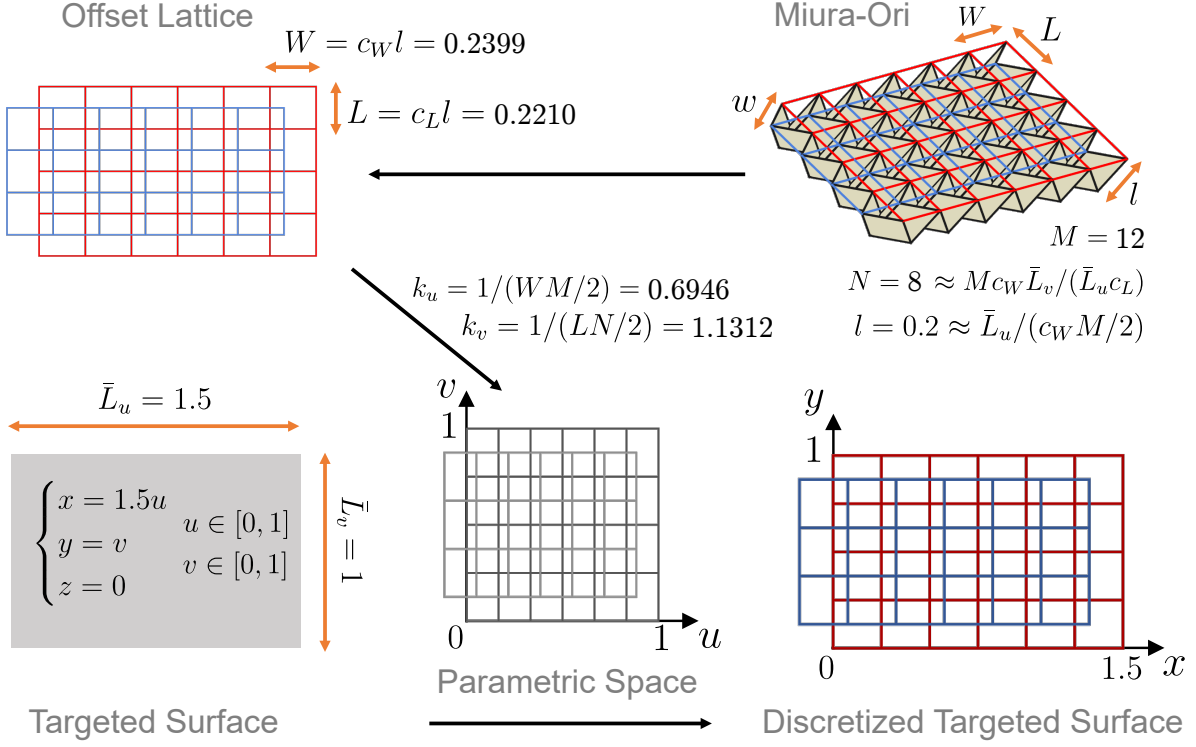 Offset Lattice
W = c_W l = 0.2399
L = c_L l = 0.2210
Miura-Ori
W
L
w
l
M = 12
N = 8 ≈ M c_W L̄_v/(L̄_u c_L)
l = 0.2 ≈ L̄_u/(c_W M/2)
k_u = 1/(WM/2) = 0.6946
k_v = 1/(LN/2) = 1.1312
L̄_u = 1.5
x = 1.5u
y = v
z = 0
u ∈ [0, 1]
v ∈ [0, 1]
L̄_v = 1
Targeted Surface
v
1
0
1
u
Parametric Space
y
1
0
1.5
x
Discretized Targeted Surface